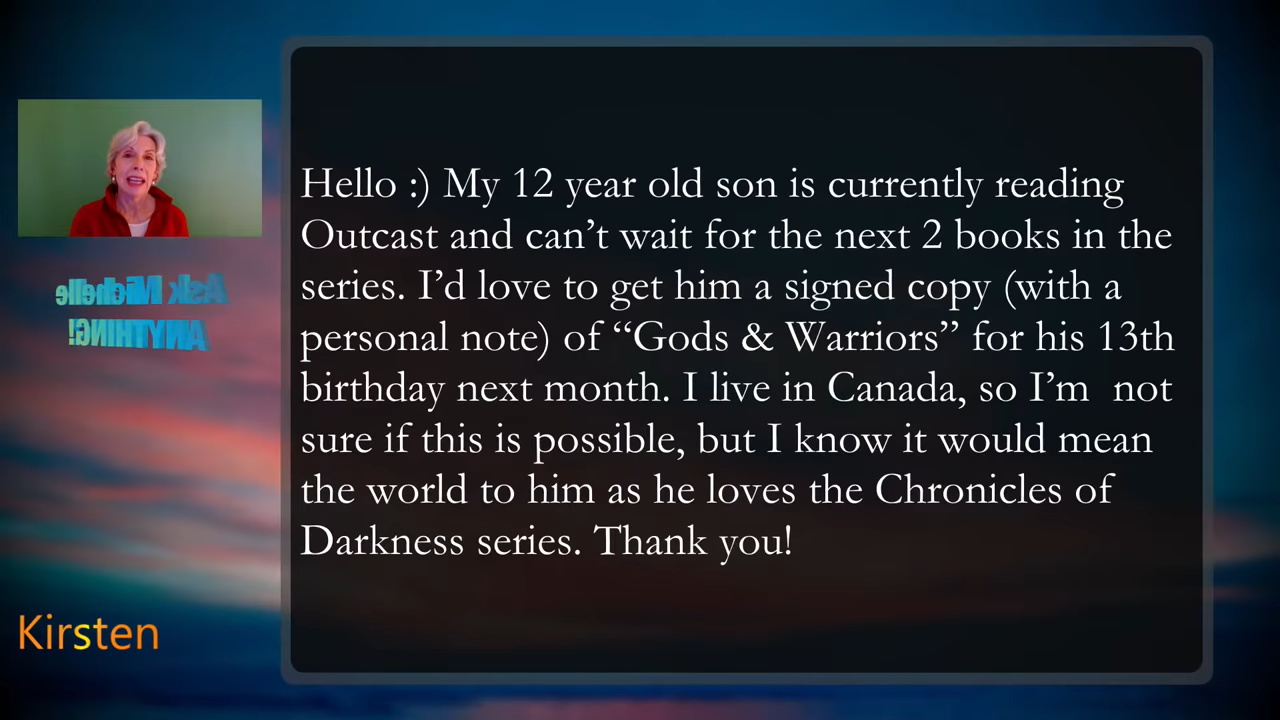 Ask Michelle
ANYTHING!
Hello :) My 12 year old son is currently reading
Outcast and can’t wait for the next 2 books in the
series. I’d love to get him a signed copy (with a
personal note) of “Gods & Warriors” for his 13th
birthday next month. I live in Canada, so I’m  not
sure if this is possible, but I know it would mean
the world to him as he loves the Chronicles of
Darkness series. Thank you!
Kirsten